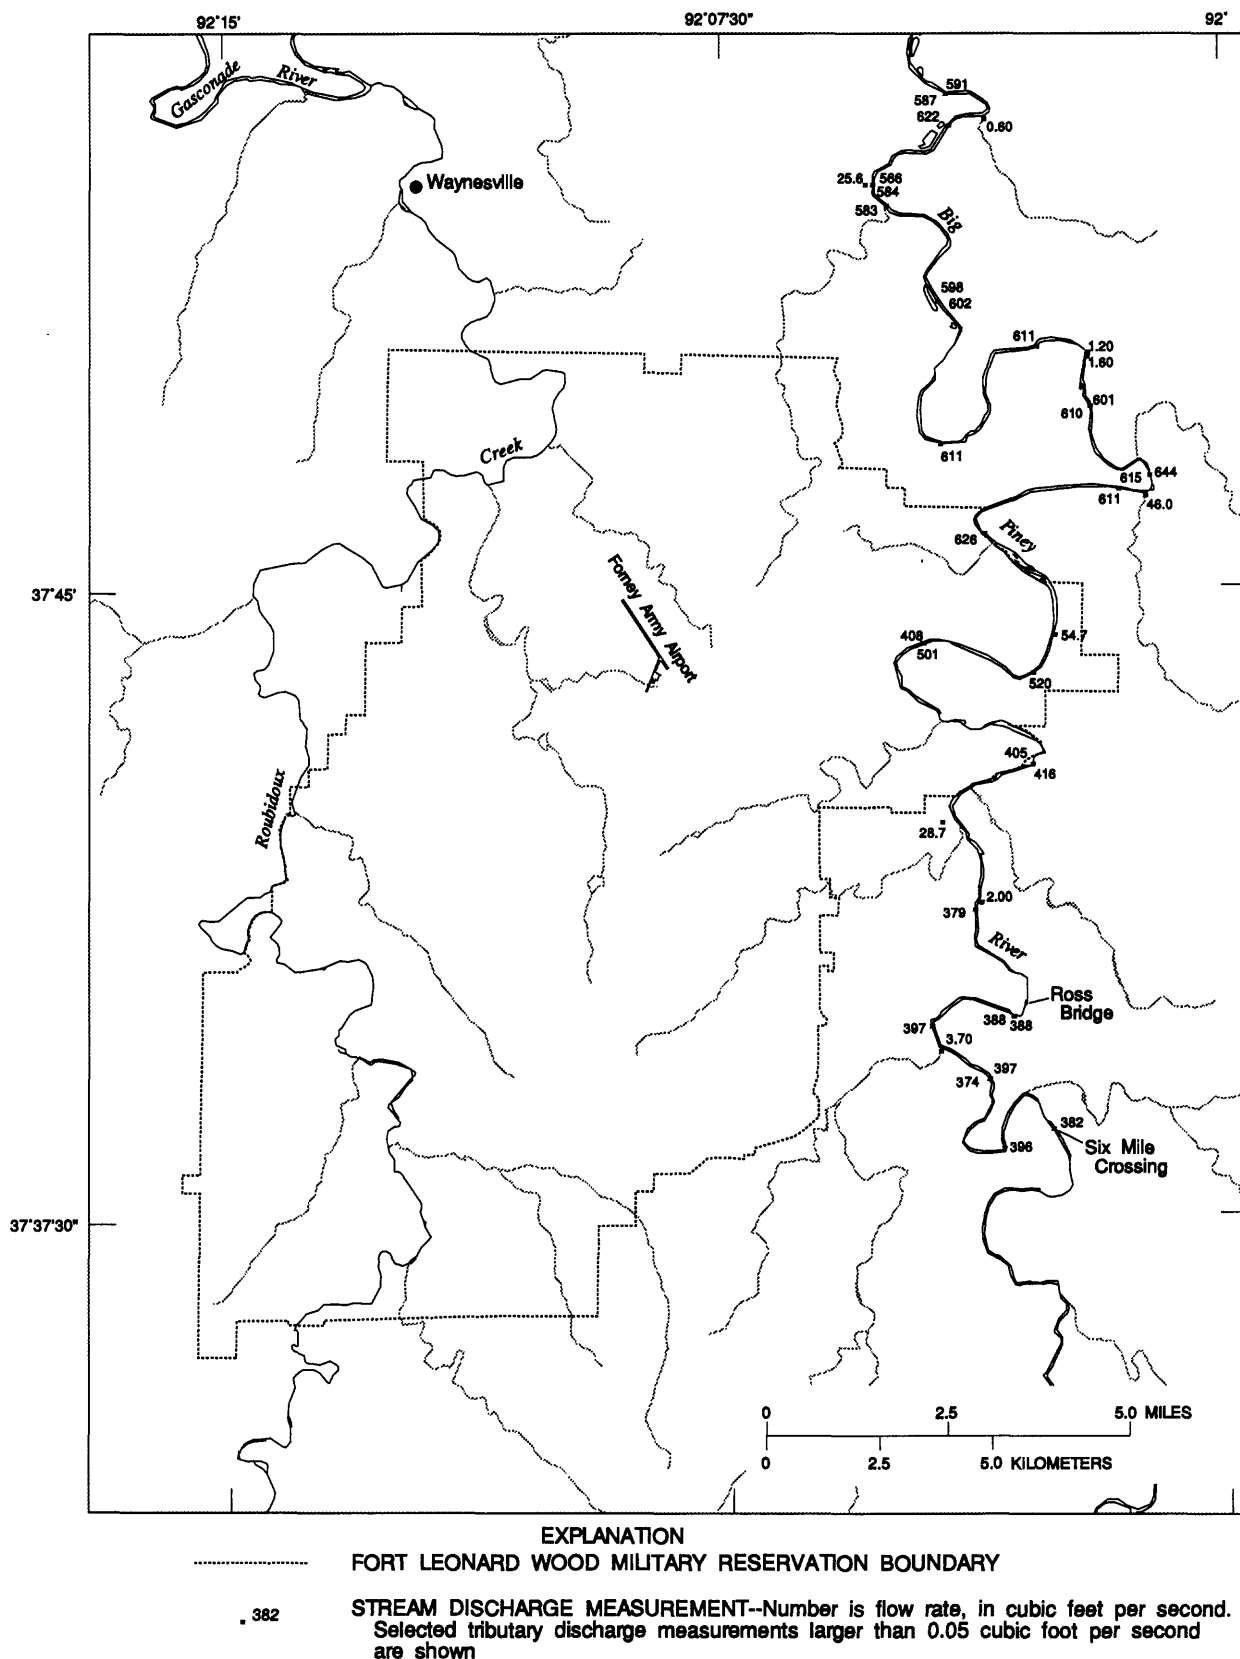 92°15'
92°07'30"
92°
Gasconade River
591
587
622
0.60
Waynesville
25.6
566
584
583
Big
598
602
611
1.20
1.60
601
610
Creek
611
615
644
611
46.0
626
Piney
Forney Army Airport
37°45'
54.7
408
501
520
405
416
Roubidoux
28.7
2.00
379
River
Ross
Bridge
397
388
388
3.70
374
397
382
396
Six Mile
Crossing
37°37'30"
0 2.5 5.0 MILES
0 2.5 5.0 KILOMETERS
EXPLANATION
FORT LEONARD WOOD MILITARY RESERVATION BOUNDARY
382
STREAM DISCHARGE MEASUREMENT--Number is flow rate, in cubic feet per second.
Selected tributary discharge measurements larger than 0.05 cubic foot per second
are shown